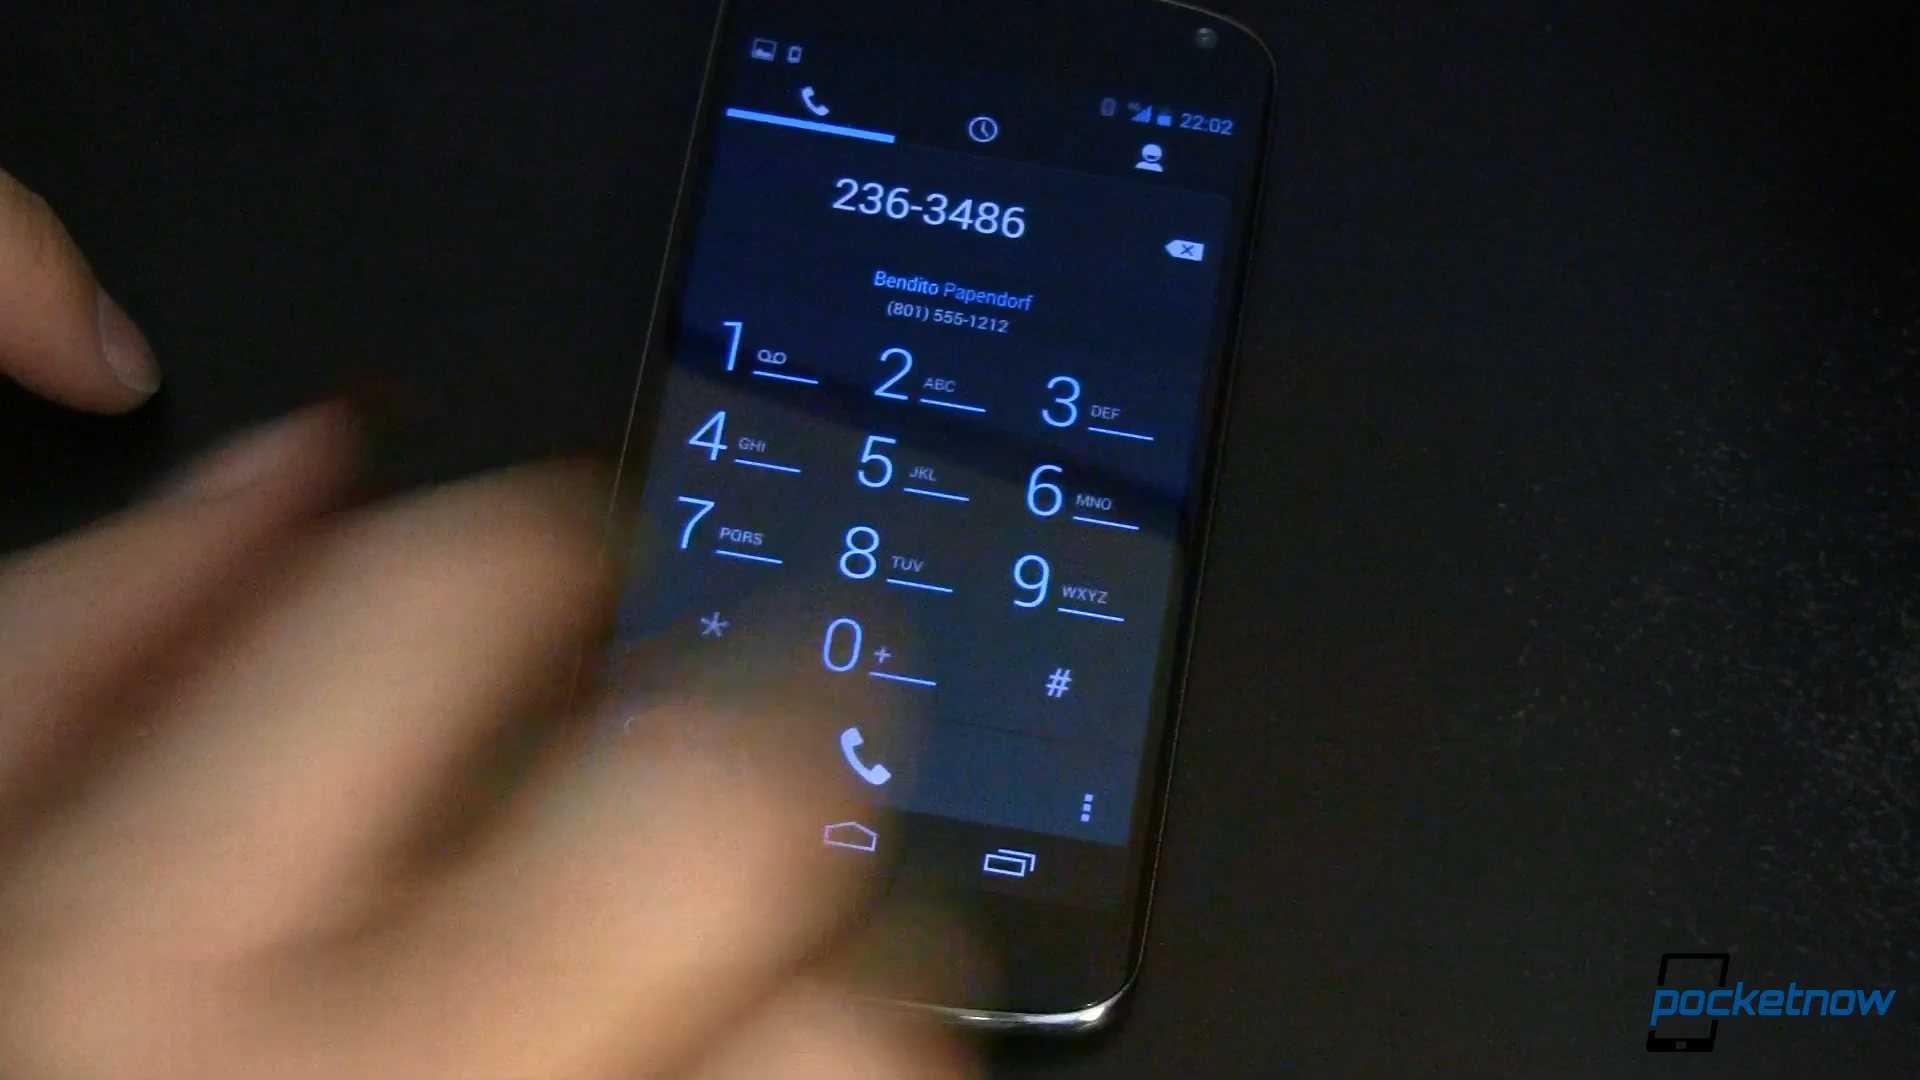 22:02
236-3486
Bendito Papendorf
(801) 555-1212
1
2 ABC
3 DEF
4 GHI
5 JKL
6 MNO
7 PQRS
8 TUV
9 WXYZ
*
0 +
#
pocketnow